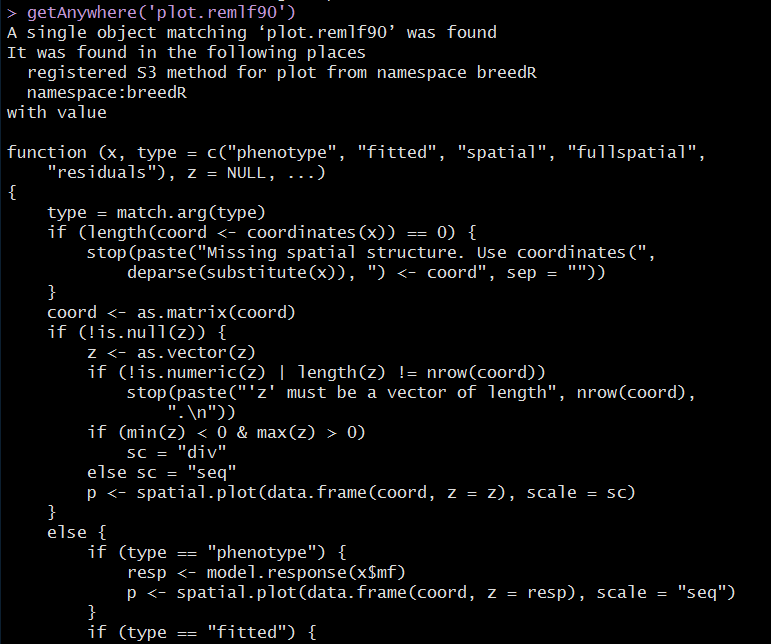 > getAnywhere('plot.remlf90')
A single object matching ‘plot.remlf90’ was found
It was found in the following places
  registered S3 method for plot from namespace breedR
  namespace:breedR
with value

function (x, type = c("phenotype", "fitted", "spatial", "fullspatial",
    "residuals"), z = NULL, ...)
{
    type = match.arg(type)
    if (length(coord <- coordinates(x)) == 0) {
        stop(paste("Missing spatial structure. Use coordinates(",
            deparse(substitute(x)), ") <- coord", sep = ""))
    }
    coord <- as.matrix(coord)
    if (!is.null(z)) {
        z <- as.vector(z)
        if (!is.numeric(z) | length(z) != nrow(coord))
            stop(paste("'z' must be a vector of length", nrow(coord),
                ".\n"))
        if (min(z) < 0 & max(z) > 0)
            sc = "div"
        else sc = "seq"
        p <- spatial.plot(data.frame(coord, z = z), scale = sc)
    }
    else {
        if (type == "phenotype") {
            resp <- model.response(x$mf)
            p <- spatial.plot(data.frame(coord, z = resp), scale = "seq")
        }
        if (type == "fitted") {